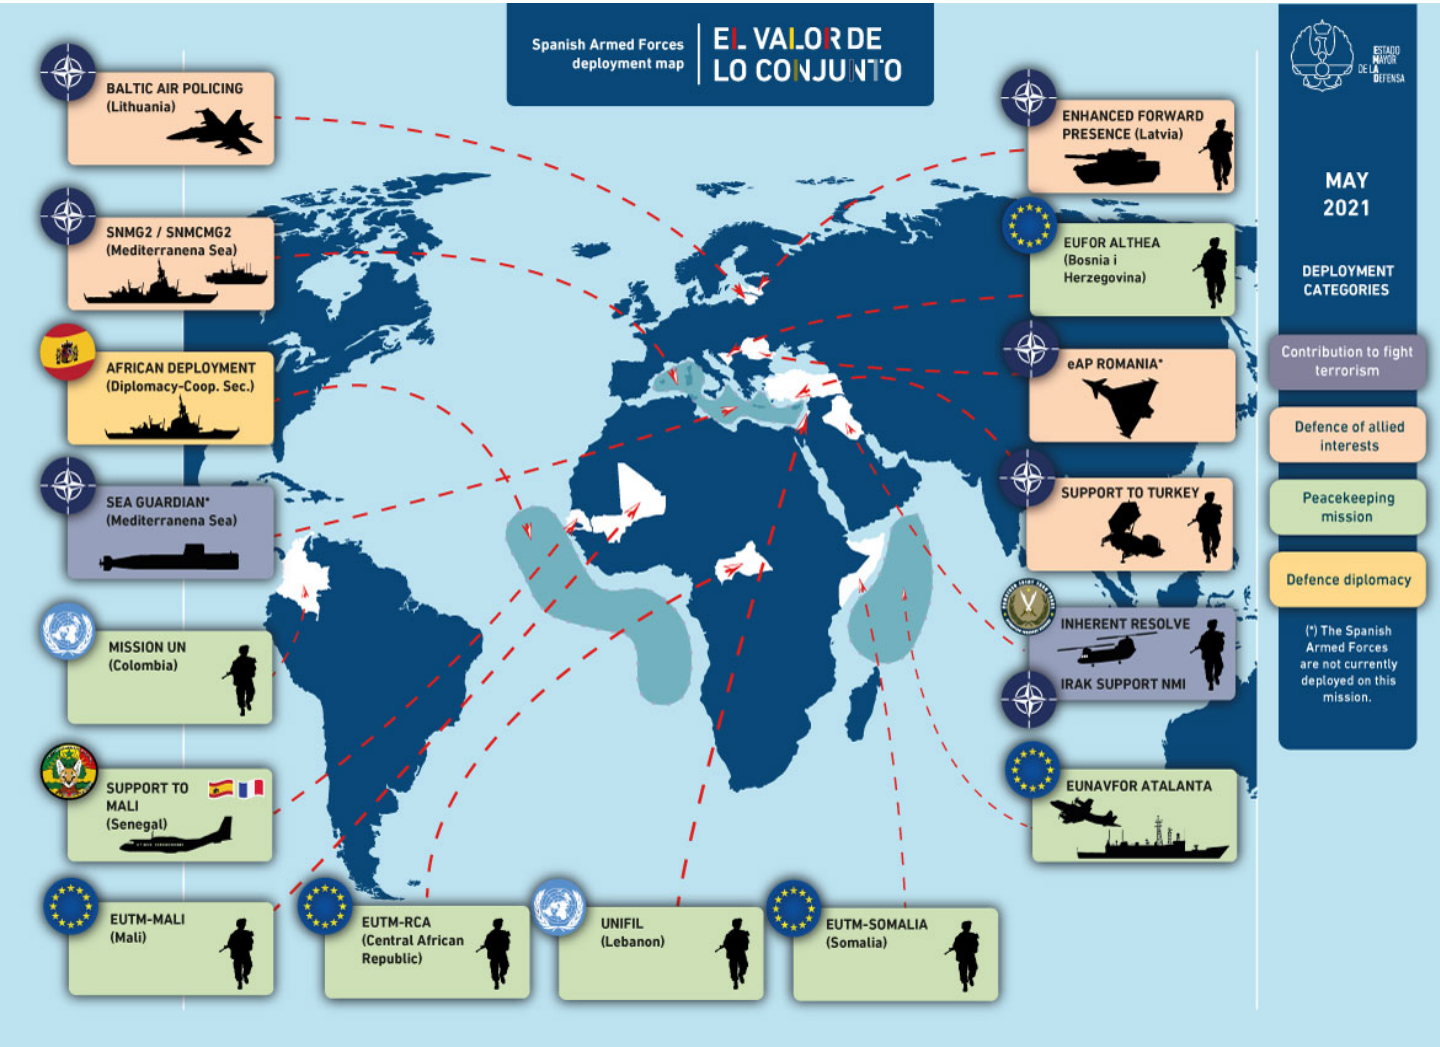 Spanish Armed Forces
deployment map
EL VALOR DE
LO CONJUNTO
ESTADO
MAYOR
DE LA DEFENSA
MAY
2021
DEPLOYMENT
CATEGORIES
Contribution to fight
terrorism
Defence of allied
interests
Peacekeeping
mission
Defence diplomacy
(*) The Spanish
Armed Forces
are not currently
deployed on this
mission.
BALTIC AIR POLICING
(Lithuania)
SNMG2 / SNMCMG2
(Mediterranena Sea)
AFRICAN DEPLOYMENT
(Diplomacy-Coop. Sec.)
SEA GUARDIAN*
(Mediterranena Sea)
MISSION UN
(Colombia)
SUPPORT TO
MALI
(Senegal)
EUTM-MALI
(Mali)
EUTM-RCA
(Central African
Republic)
UNIFIL
(Lebanon)
EUTM-SOMALIA
(Somalia)
ENHANCED FORWARD
PRESENCE (Latvia)
EUFOR ALTHEA
(Bosnia i
Herzegovina)
eAP ROMANIA*
SUPPORT TO TURKEY
INHERENT RESOLVE
IRAK SUPPORT NMI
EUNAVFOR ATALANTA